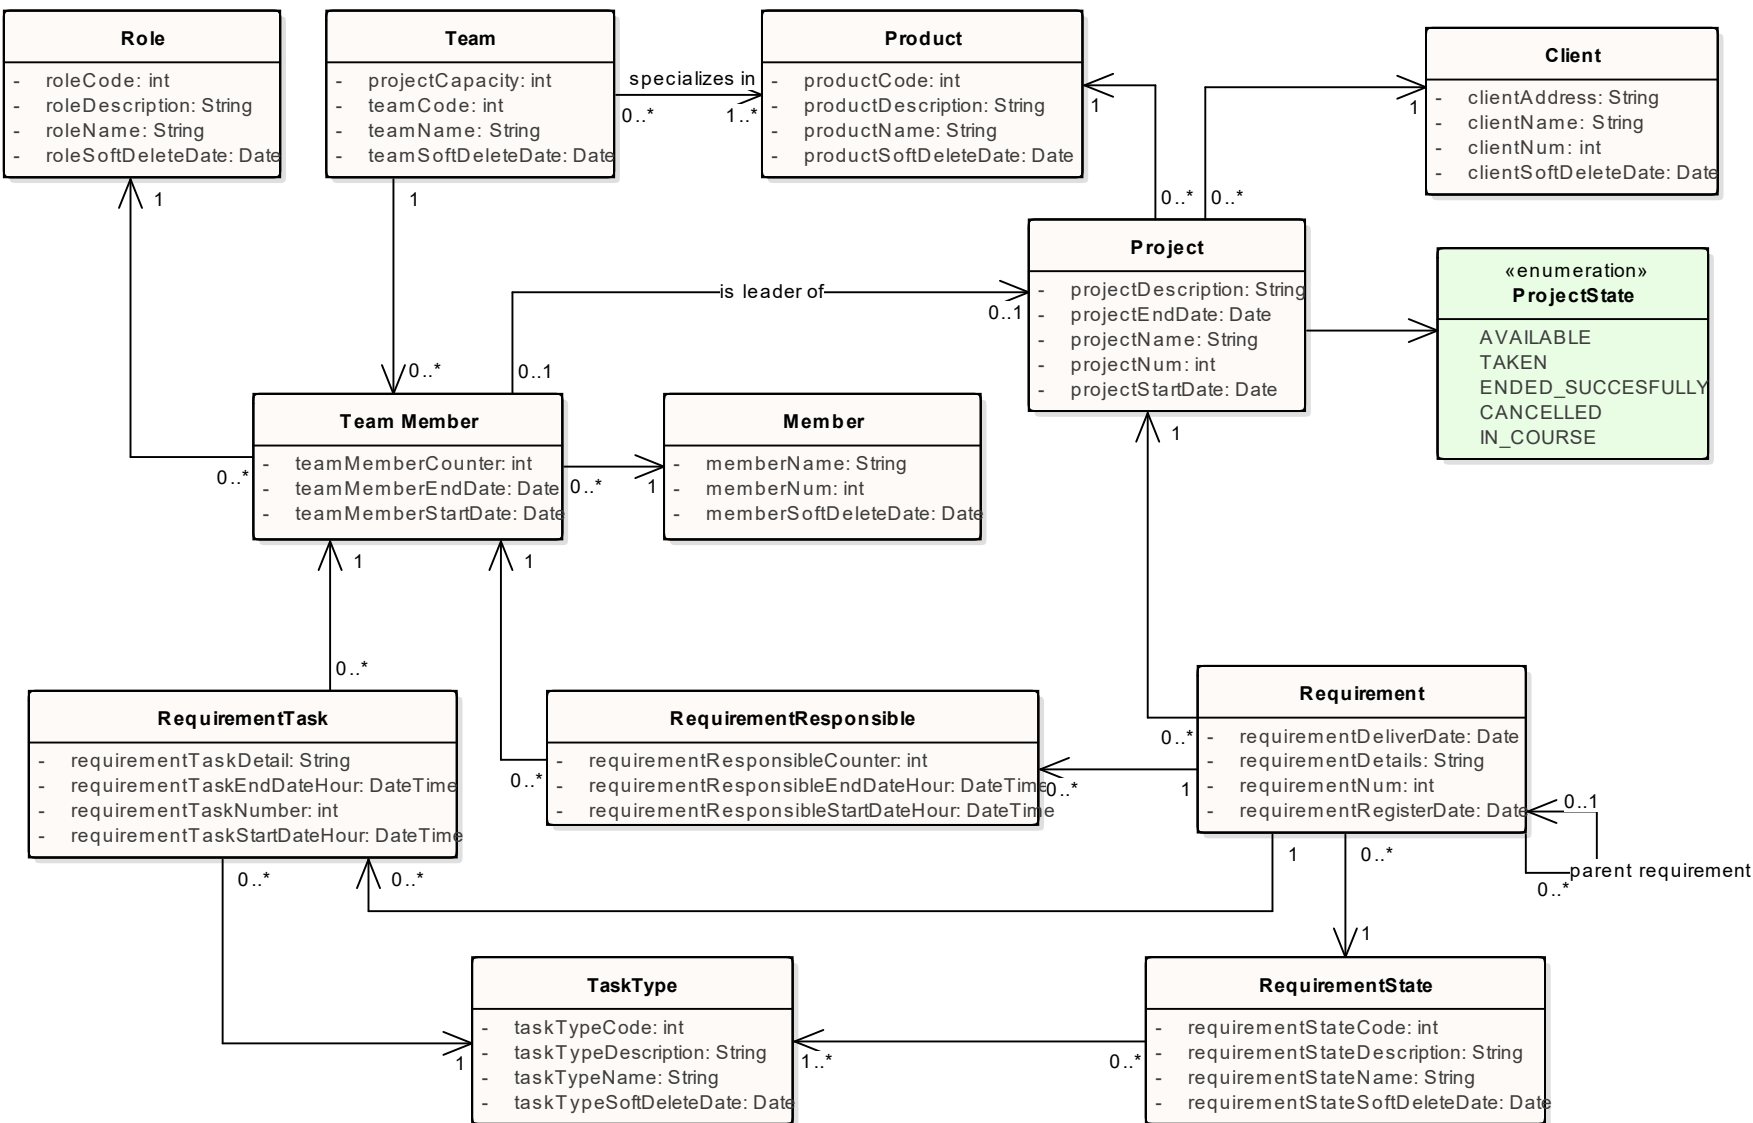 Role
- roleCode: int
- roleDescription: String
- roleName: String
- roleSoftDeleteDate: Date
Team
- projectCapacity: int
- teamCode: int
- teamName: String
- teamSoftDeleteDate: Date
specializes in
0..*
1..*
Product
- productCode: int
- productDescription: String
- productName: String
- productSoftDeleteDate: Date
Client
- clientAddress: String
- clientName: String
- clientNum: int
- clientSoftDeleteDate: Date
1
1
1
1
0..*
0..*
Project
- projectDescription: String
- projectEndDate: Date
- projectName: String
- projectNum: int
- projectStartDate: Date
«enumeration»
ProjectState
AVAILABLE
TAKEN
ENDED_SUCCESFULLY
CANCELLED
IN_COURSE
is leader of
0..1
0..*
0..1
Team Member
- teamMemberCounter: int
- teamMemberEndDate: Date
- teamMemberStartDate: Date
0..*
0..*
1
Member
- memberName: String
- memberNum: int
- memberSoftDeleteDate: Date
1
1
1
0..*
RequirementTask
- requirementTaskDetail: String
- requirementTaskEndDateHour: DateTime
- requirementTaskNumber: int
- requirementTaskStartDateHour: DateTime
0..*
RequirementResponsible
- requirementResponsibleCounter: int
- requirementResponsibleEndDateHour: DateTime
- requirementResponsibleStartDateHour: DateTime
0..*
1
0..*
Requirement
- requirementDeliverDate: Date
- requirementDetails: String
- requirementNum: int
- requirementRegisterDate: Date
0..1
parent requirement
0..*
0..*
0..*
1
0..*
1
TaskType
- taskTypeCode: int
- taskTypeDescription: String
- taskTypeName: String
- taskTypeSoftDeleteDate: Date
1
1..*
0..*
RequirementState
- requirementStateCode: int
- requirementStateDescription: String
- requirementStateName: String
- requirementStateSoftDeleteDate: Date